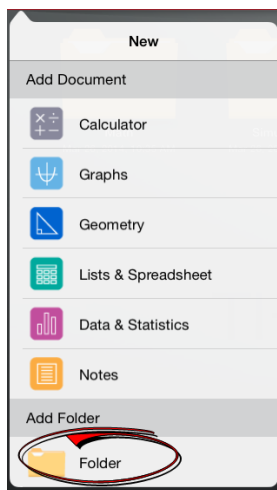 New
Add Document
Calculator
Graphs
Geometry
Lists & Spreadsheet
Data & Statistics
Notes
Add Folder
Folder